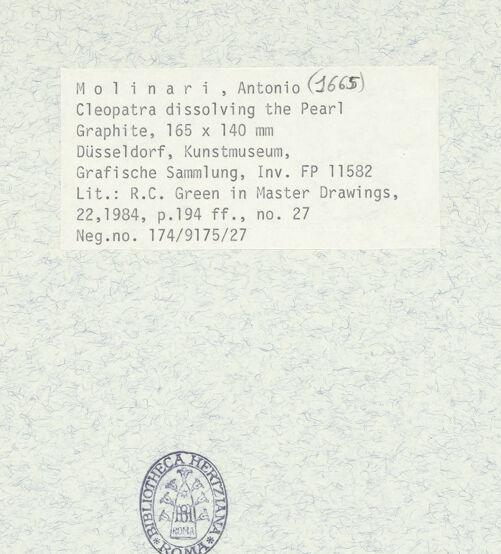 Molinari, Antonio (1665)
Cleopatra dissolving the Pearl
Graphite, 165 x 140 mm
Düsseldorf, Kunstmuseum,
Grafische Sammlung, Inv. FP 11582
Lit.: R.C. Green in Master Drawings,
22,1984, p.194 ff., no. 27
Neg.no. 174/9175/27
BIBLIOTHECA HERTZIANA
ROMA
*ROMA*